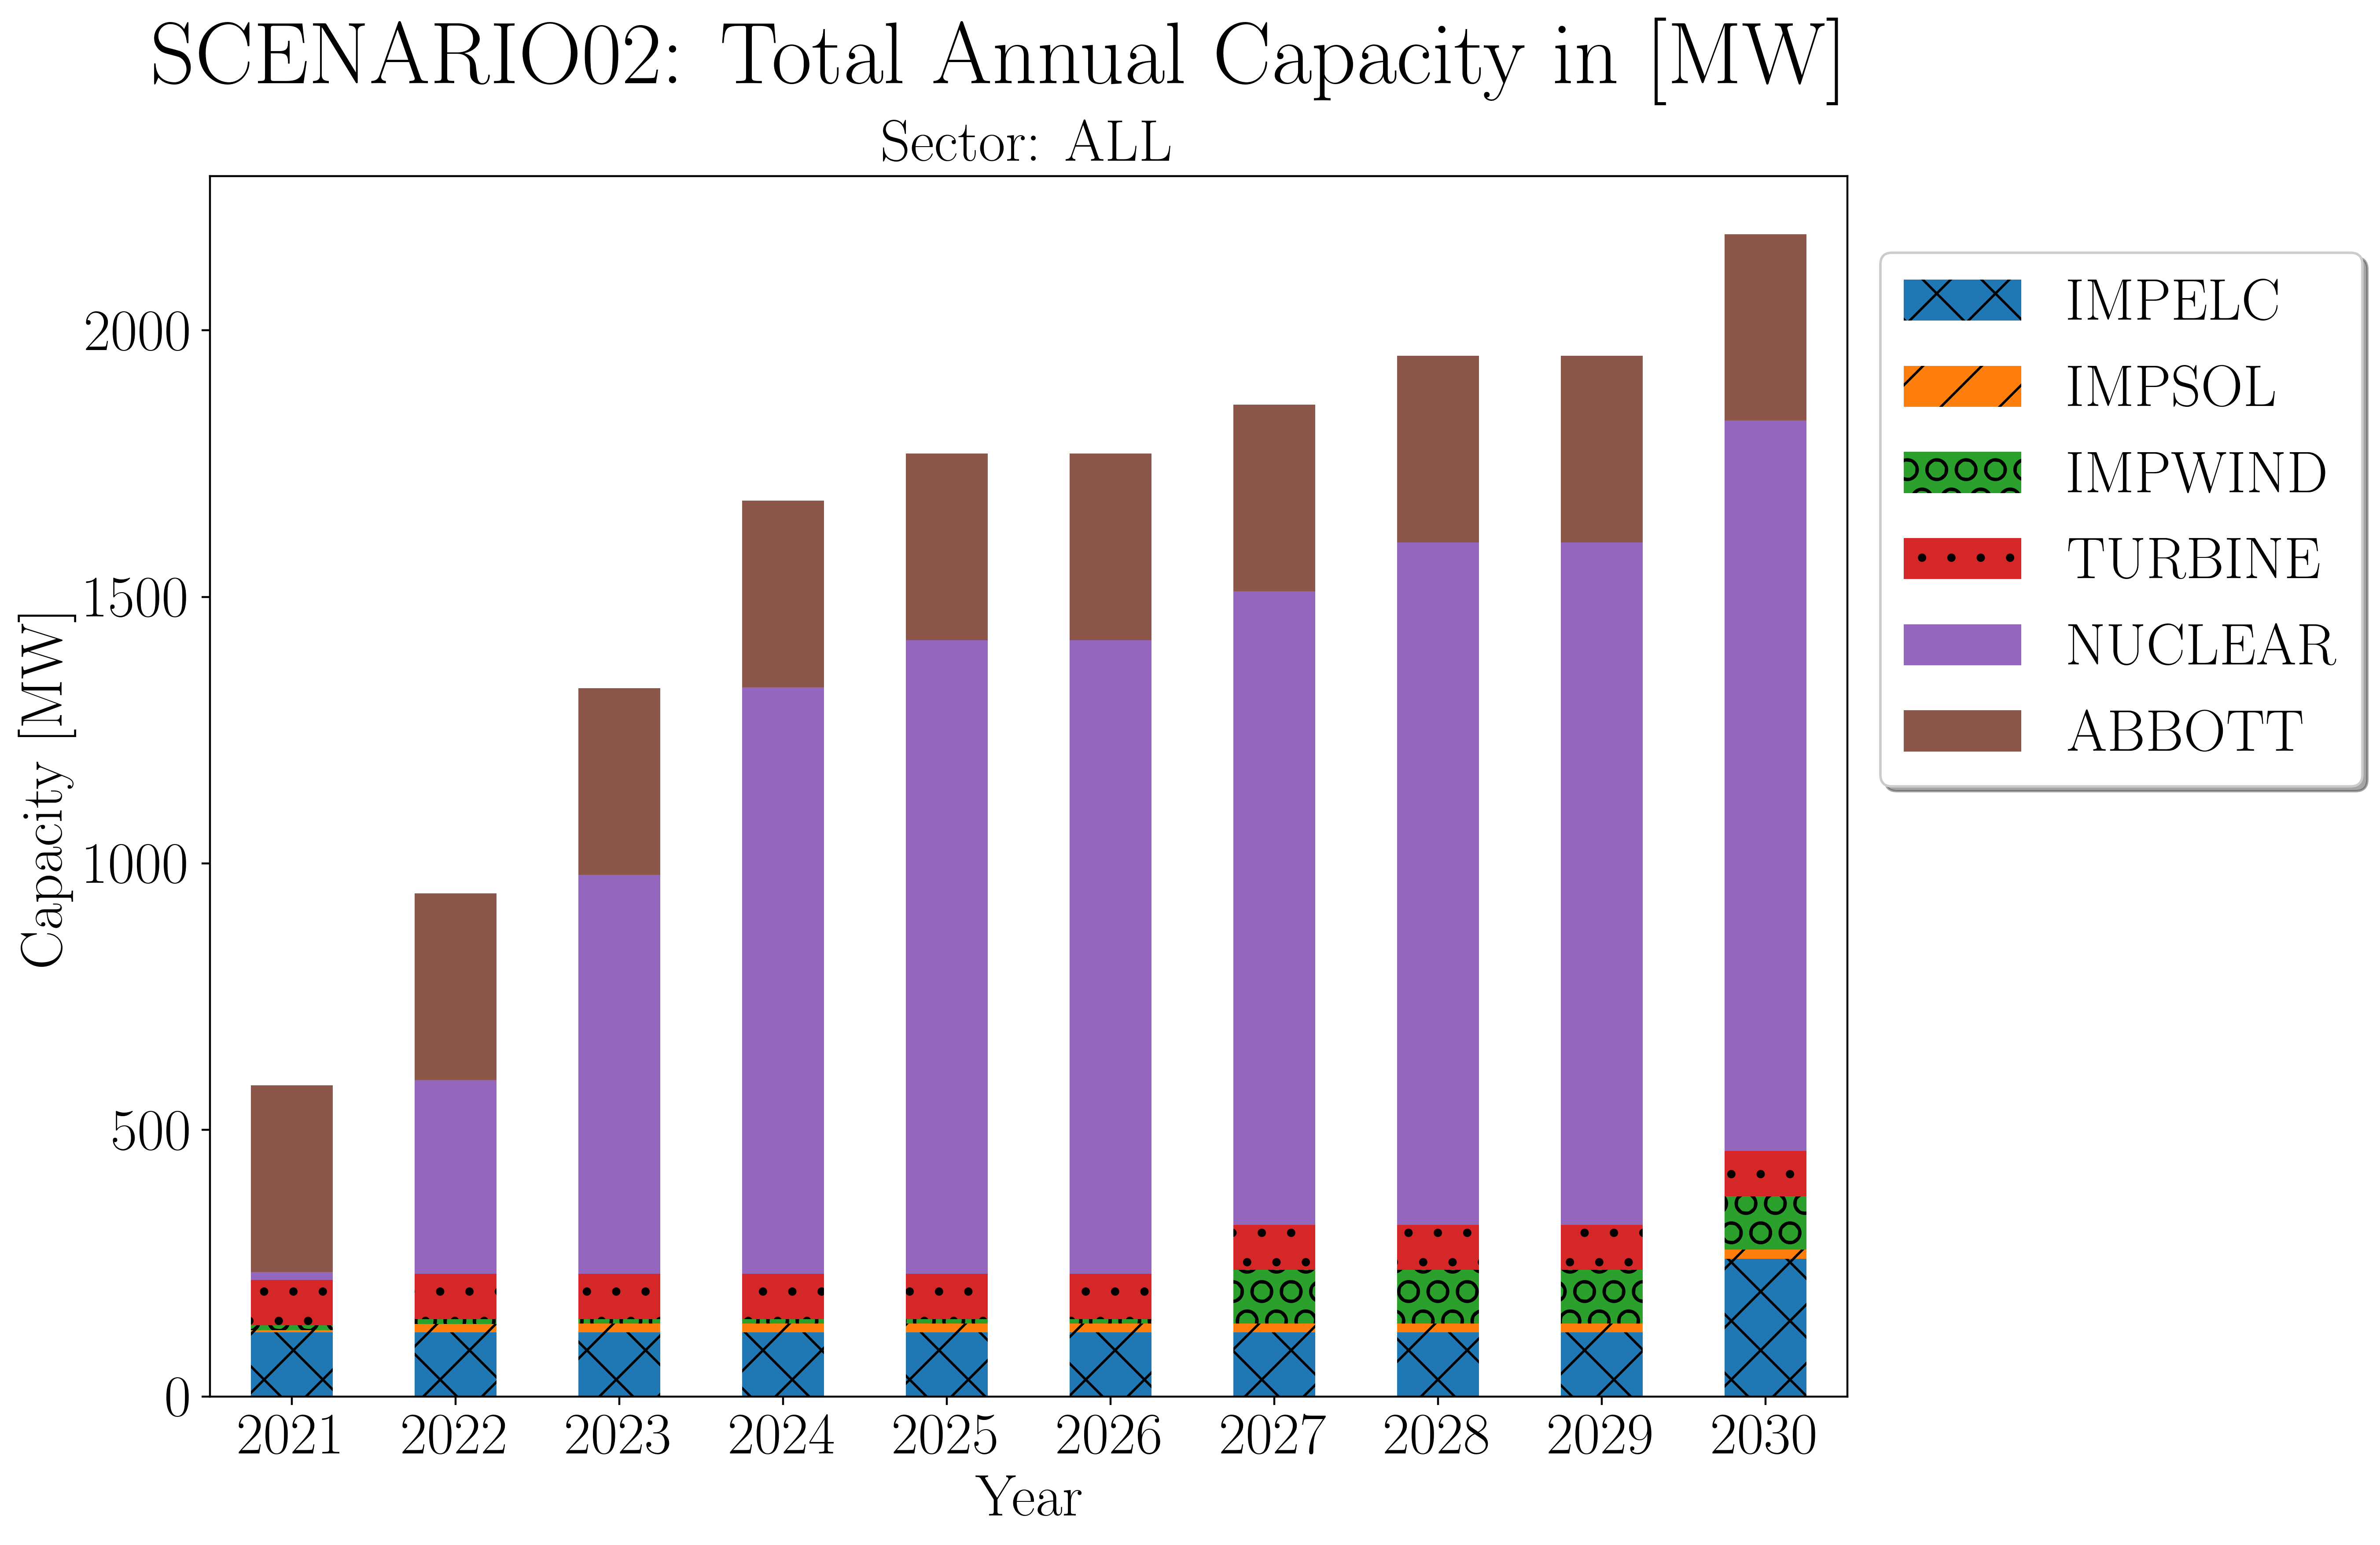 SCENARIO02: Total Annual Capacity in [MW]
Sector: ALL
Capacity [MW]
2000
1500
1000
500
0
2021 2022 2023 2024 2025 2026 2027 2028 2029 2030
Year
IMPELC
IMPSOL
IMPWIND
TURBINE
NUCLEAR
ABBOTT